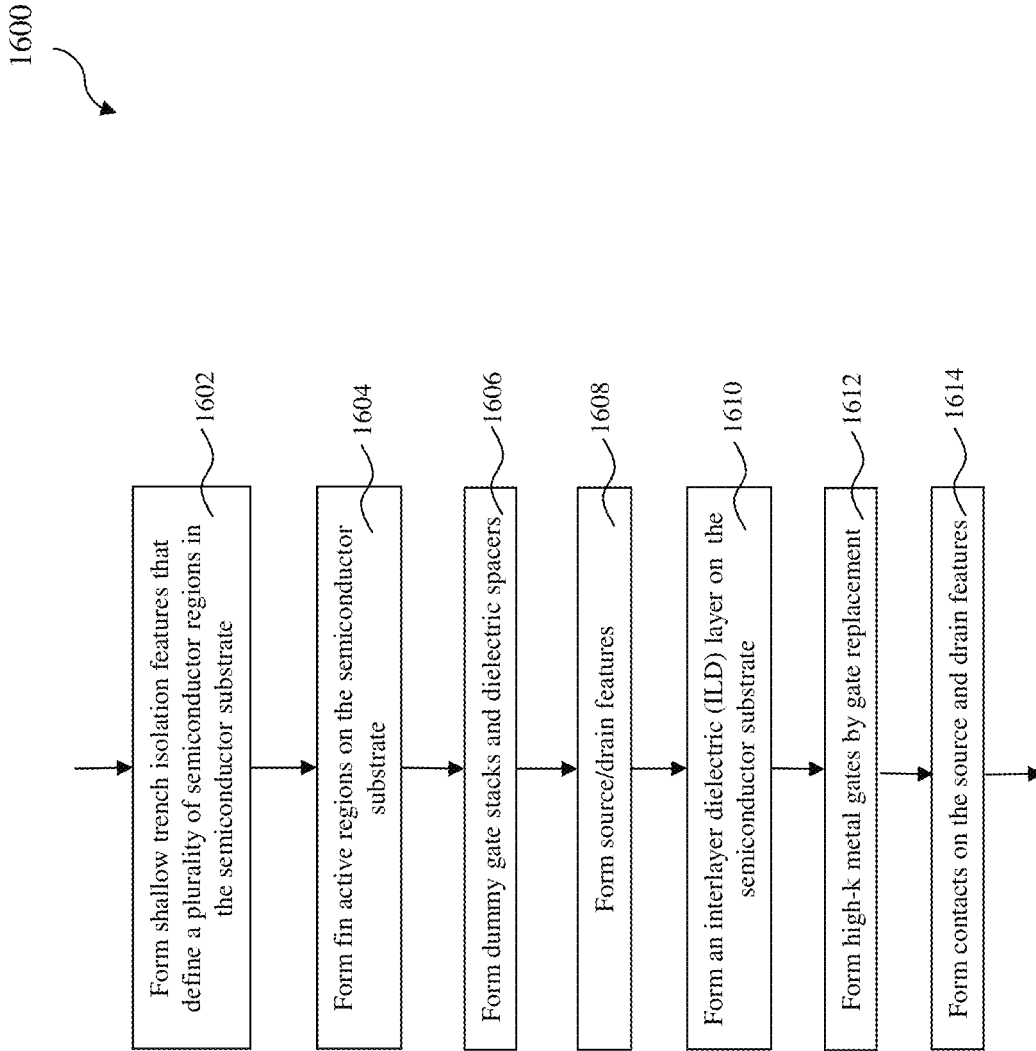 1600
Form shallow trench isolation features that
define a plurality of semiconductor regions in
the semiconductor substrate
1602
Form fin active regions on the semiconductor
substrate
1604
Form dummy gate stacks and dielectric spacers
1606
Form source/drain features
1608
Form an interlayer dielectric (ILD) layer on the
semiconductor substrate
1610
Form high-k metal gates by gate replacement
1612
Form contacts on the source and drain features
1614